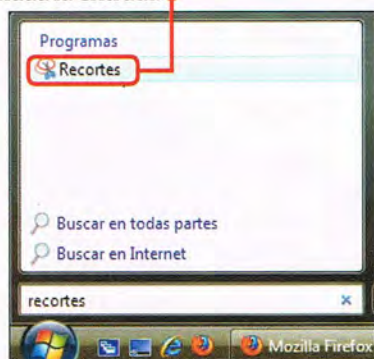 Programas
Recortes
Buscar en todas partes
Buscar en Internet
recortes
Mozilla Firefox